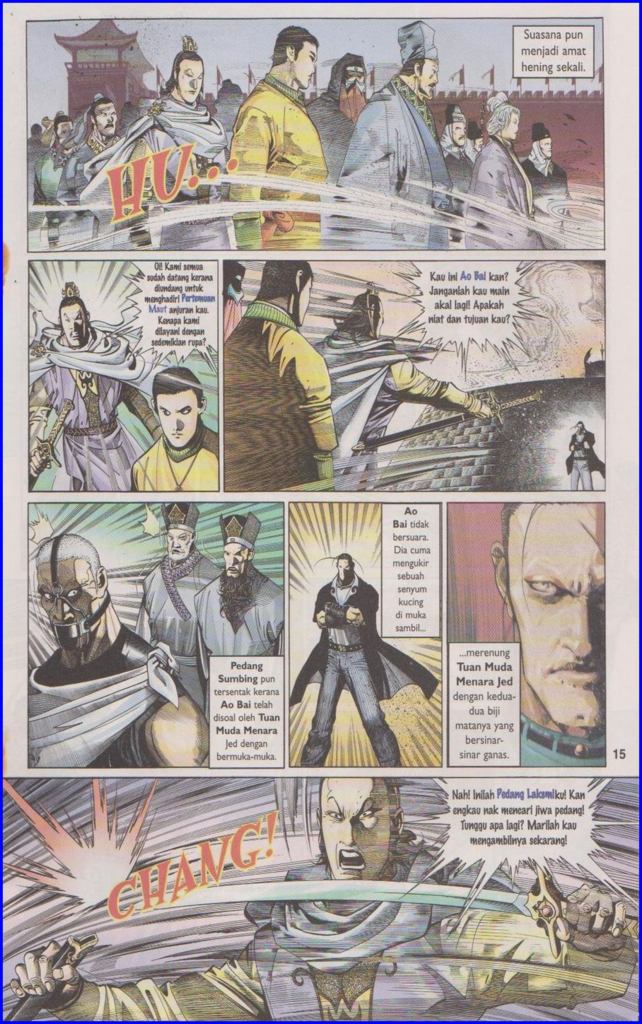 Suasana pun
menjadi amat
hening sekali.
HU...
Oi! Kami semua
sudah datang kerana
diundang untuk
menghadiri Pertemuan
Maut anjuran kau.
Kenapa kami
dilayani dengan
sedemikian rupa?
Kau ini Ao Bai kan?
Janganlah kau main
akal lagi! Apakah
niat dan tujuan kau?
Pedang
Sumbing pun
tersentak kerana
Ao Bai telah
disoal oleh Tuan
Muda Menara
Jed dengan
bermuka-muka.
Ao
Bai tidak
bersuara.
Dia cuma
mengukir
sebuah
senyum
kucing
di muka
sambil...
...merenung
Tuan Muda
Menara Jed
dengan kedua-
dua biji
matanya yang
bersinar-
sinar ganas.
15
CHANG!
Nah! Inilah Pedang Laksmiku! Kan
engkau nak mencari jiwa pedang!
Tunggu apa lagi? Marilah kau
mengambilnya sekarang!